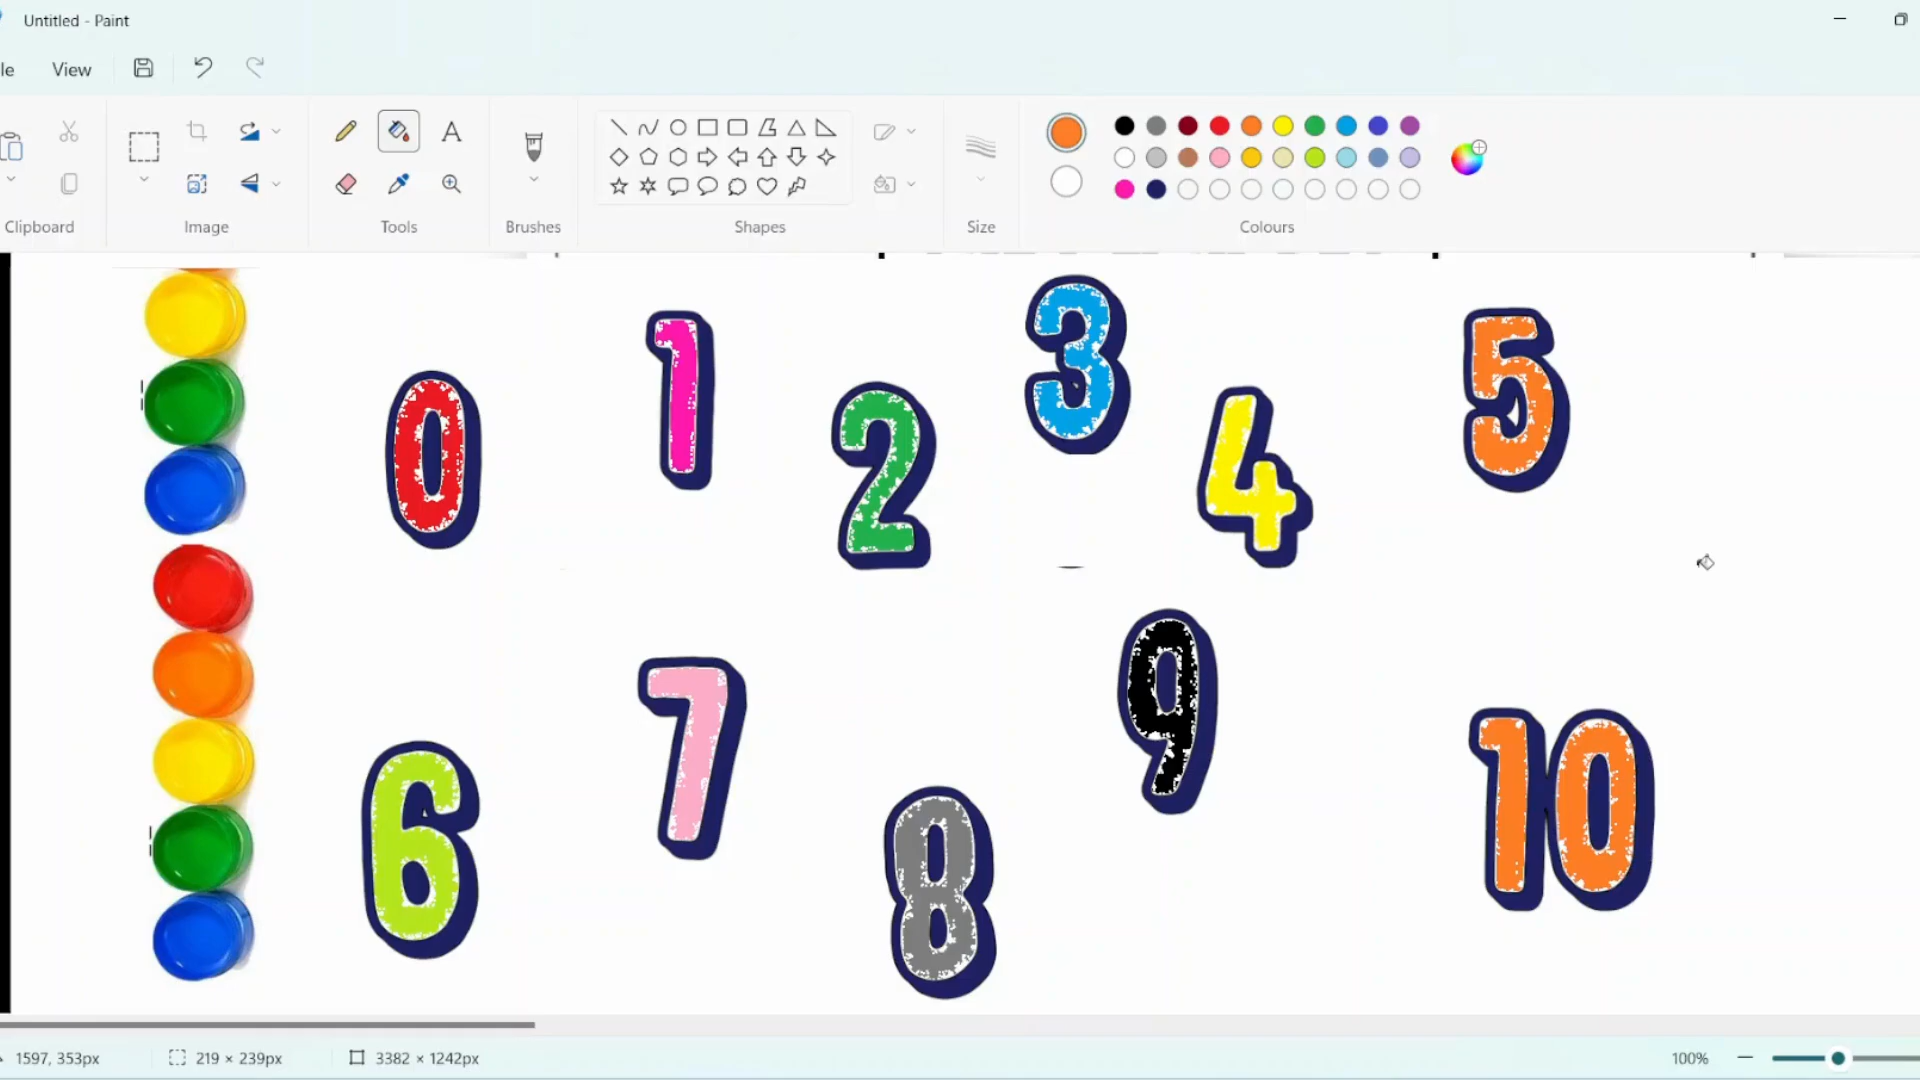 Untitled - Paint
le View
Clipboard Image Tools Brushes Shapes Size Colours
0 1 2 3 4 5
6 7 8 9 10
1597, 353px 219 × 239px 3382 × 1242px 100%